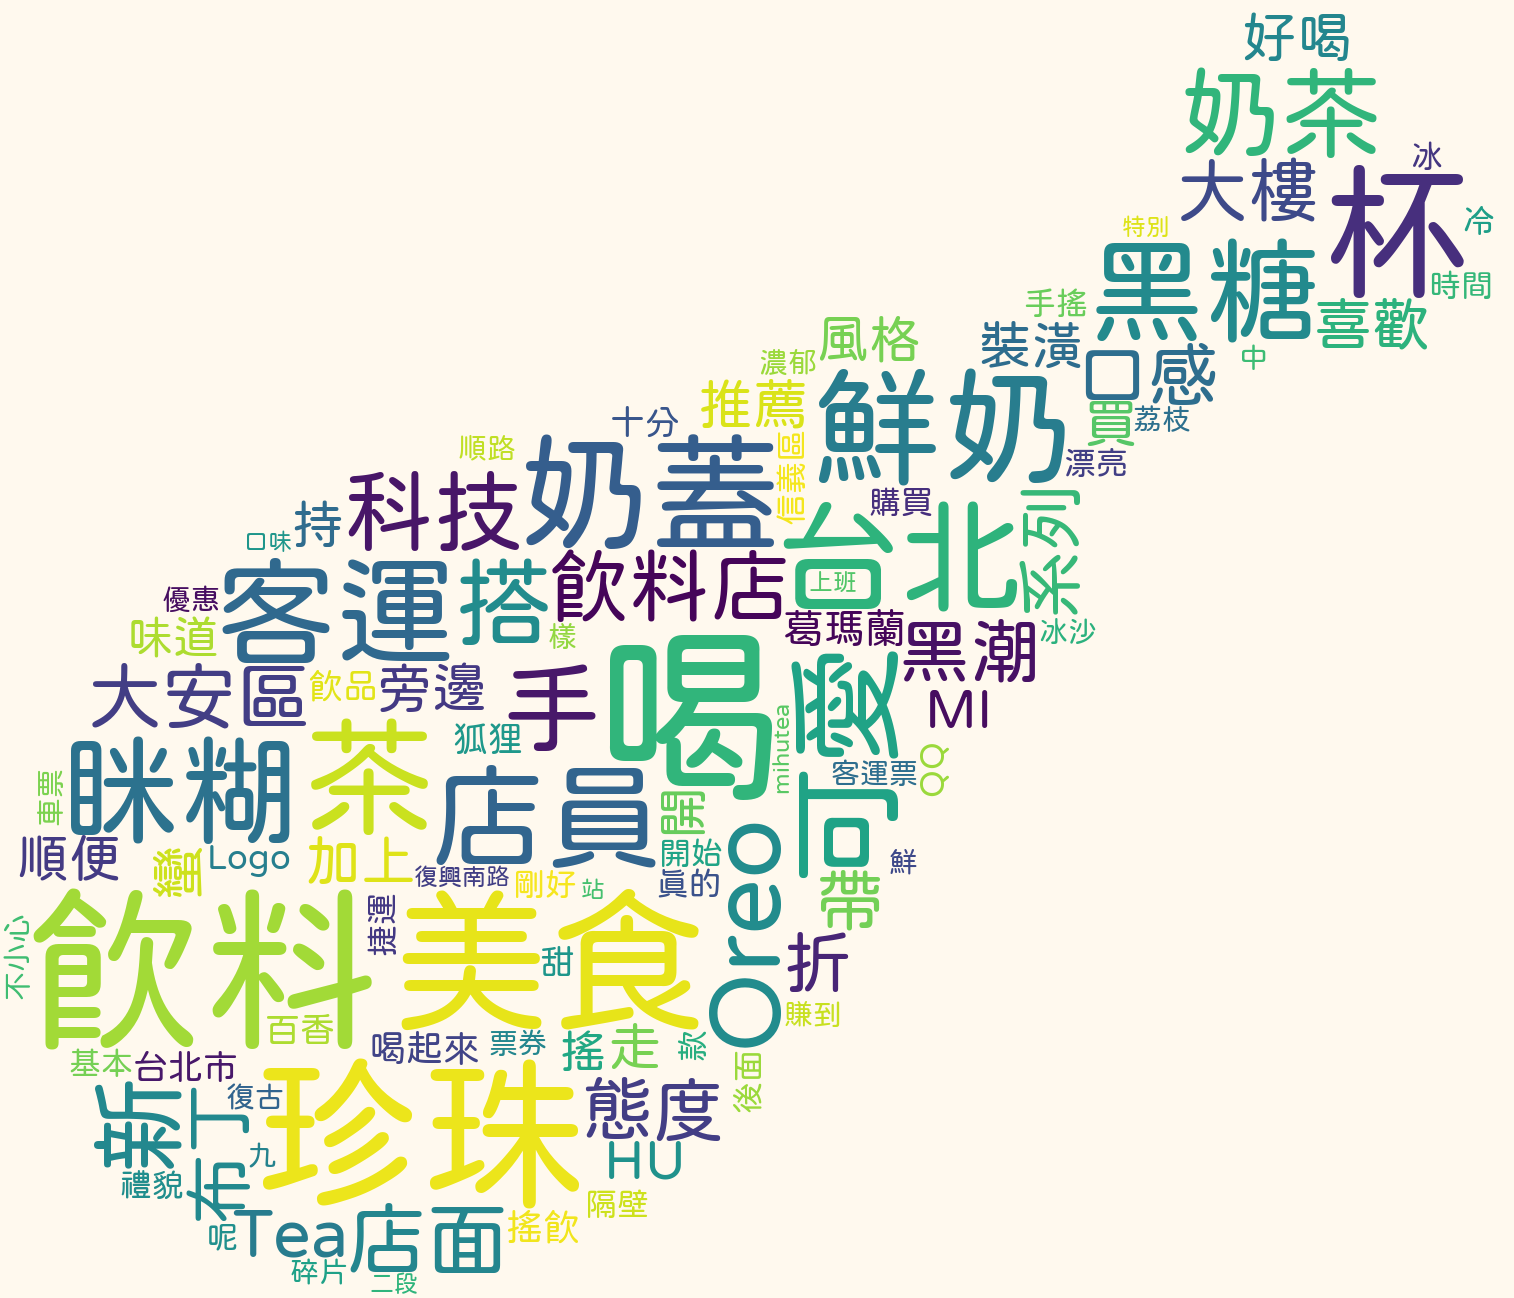 好喝
奶茶
冰
大樓
杯
冷
特別
黑糖
時間
手搖
喜歡
風格
裝潢
口感
中
濃郁
鮮奶
推薦
買
荔枝
十分
順路
奶蓋
信義區
漂亮
科技
購買
系列
持
台北
口味
飲料店
上班
客運
搭
優惠
葛瑪蘭
味道
樣
黑潮
冰沙
喝
愛
大安區
飲品
旁邊
手
MI
mihutea
茶
狐狸
眯糊
QQ
客運票
店員
可
車票
開
Oreo
順便
蠻
Logo
加上
開始
鮮
復興南路
剛好
站
真的
帶
飲料
捷運
美食
不小心
折
甜
百香
賺到
喝起來
票券
搖
走
款
基本
台北市
後面
珍珠
新
布丁
復古
態度
九
HU
禮貌
隔壁
Tea
店面
搖飲
呢
碎片
二段